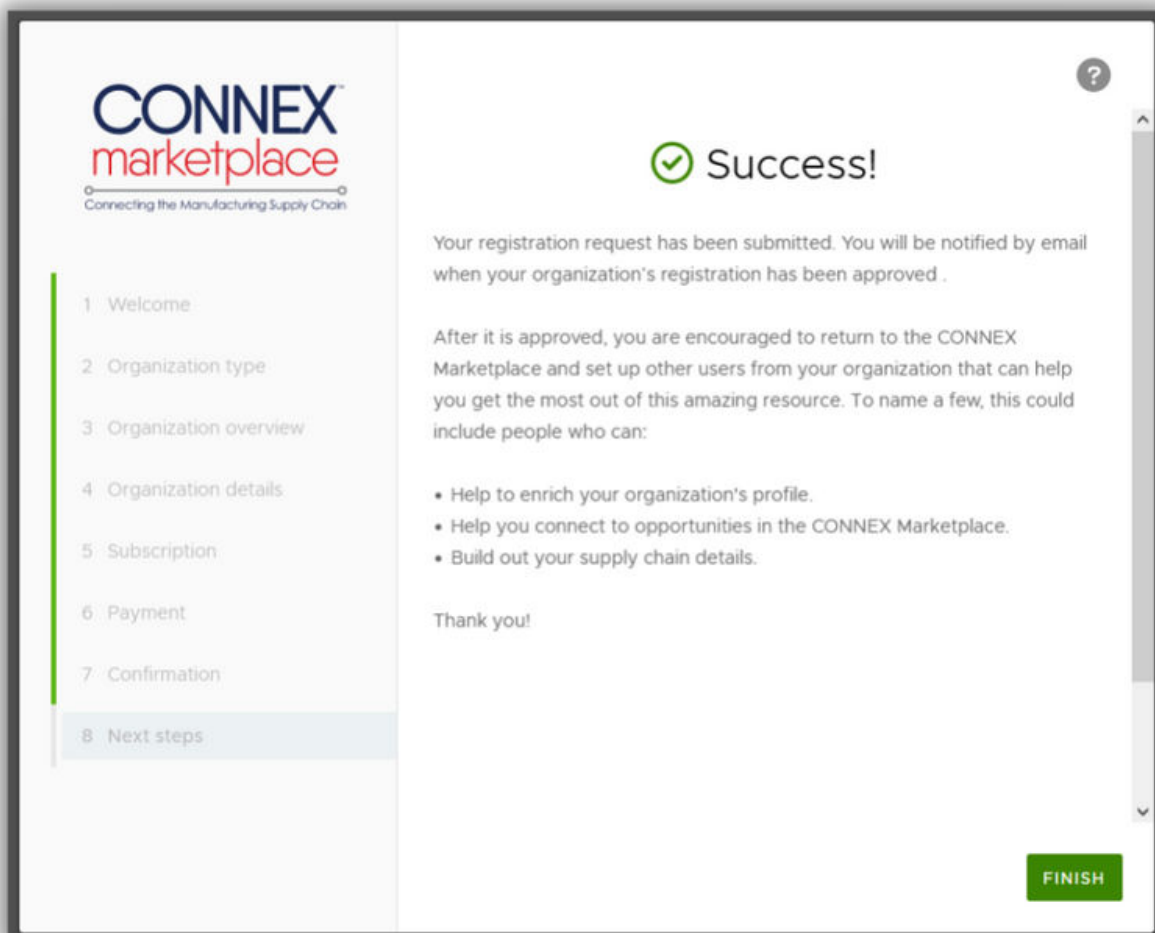 CONNEX™
marketplace
Connecting the Manufacturing Supply Chain
1 Welcome
2 Organization type
3 Organization overview
4 Organization details
5 Subscription
6 Payment
7 Confirmation
8 Next steps
?
Success!
Your registration request has been submitted. You will be notified by email
when your organization's registration has been approved .
After it is approved, you are encouraged to return to the CONNEX
Marketplace and set up other users from your organization that can help
you get the most out of this amazing resource. To name a few, this could
include people who can:
• Help to enrich your organization's profile.
• Help you connect to opportunities in the CONNEX Marketplace.
• Build out your supply chain details.
Thank you!
FINISH